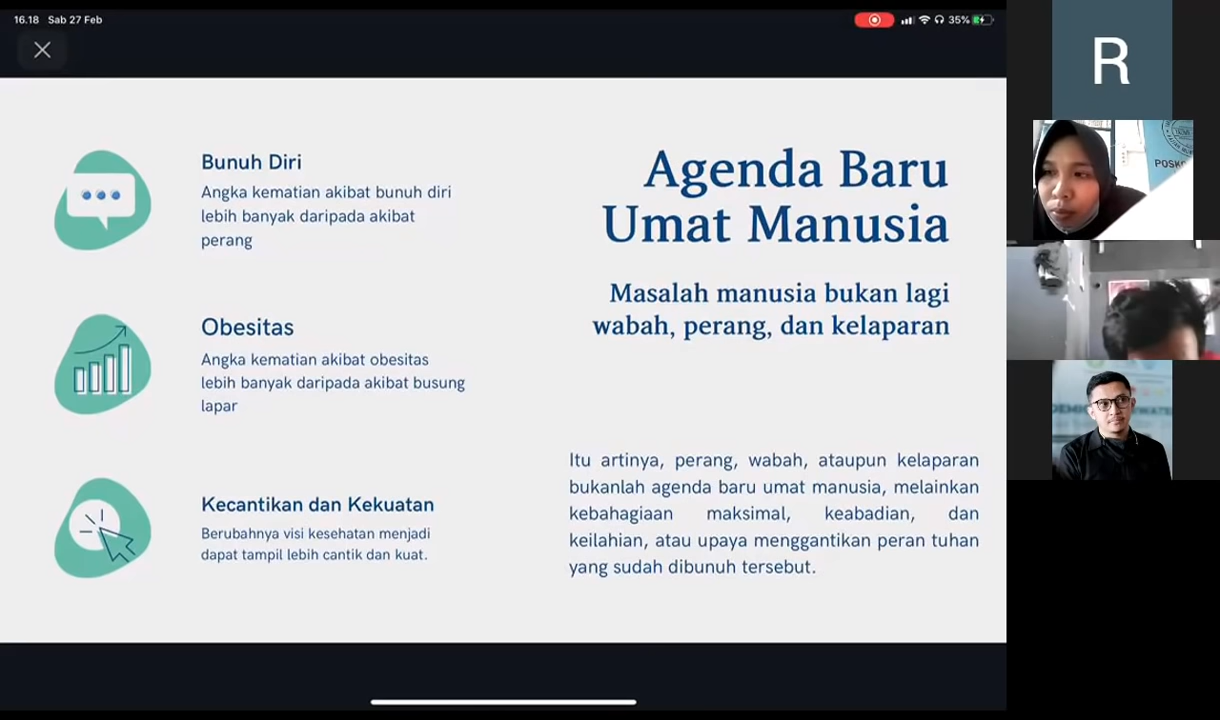 16.18 Sab 27 Feb
35%
Bunuh Diri
Angka kematian akibat bunuh diri
lebih banyak daripada akibat
perang
Obesitas
Angka kematian akibat obesitas
lebih banyak daripada akibat busung
lapar
Kecantikan dan Kekuatan
Berubahnya visi kesehatan menjadi
dapat tampil lebih cantik dan kuat.
Agenda Baru
Umat Manusia
Masalah manusia bukan lagi
wabah, perang, dan kelaparan
Itu artinya, perang, wabah, ataupun kelaparan
bukanlah agenda baru umat manusia, melainkan
kebahagiaan maksimal, keabadian, dan
keilahian, atau upaya menggantikan peran tuhan
yang sudah dibunuh tersebut.
R